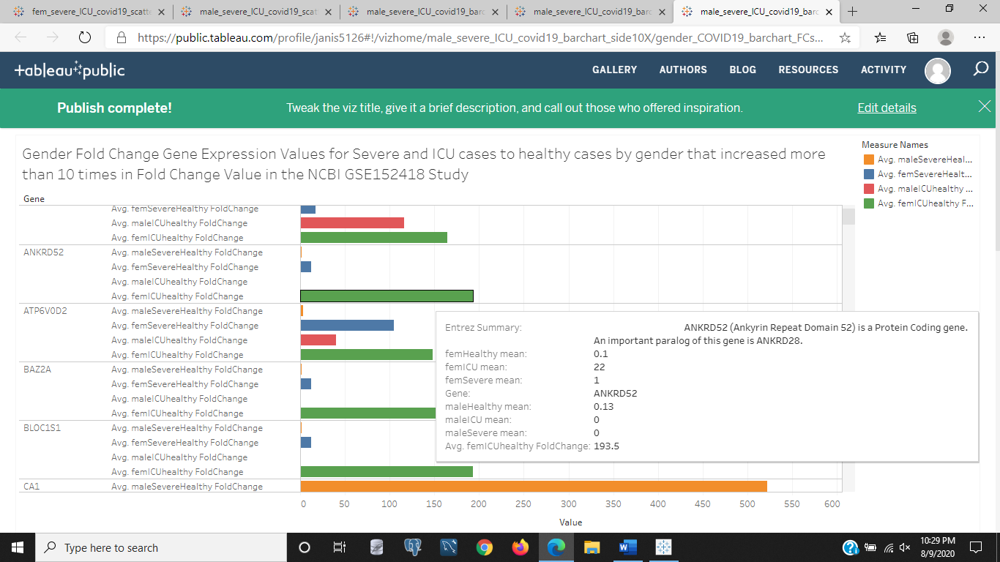 fem_severe_ICU_covid19_scatte
male_severe_ICU_covid19_scat
male_severe_ICU_covid19_barch
male_severe_ICU_covid19_barc
male_severe_ICU_covid19_barc
https://public.tableau.com/profile/janis5126#!/vizhome/male_severe_ICU_covid19_barchart_side10X/gender_COVID19_barchart_FCs...
+ableau public
GALLERY AUTHORS BLOG RESOURCES ACTIVITY
Publish complete!
Tweak the viz title, give it a brief description, and call out those who offered inspiration.
Edit details
Gender Fold Change Gene Expression Values for Severe and ICU cases to healthy cases by gender that increased more
than 10 times in Fold Change Value in the NCBI GSE152418 Study
Measure Names
Avg. maleSevereHeal...
Avg. femSevereHealt...
Avg. maleICUhealthy ...
Avg. femICUhealthy F...
Gene
Avg. femSevereHealthy FoldChange
Avg. maleICUhealthy FoldChange
Avg. femICUhealthy FoldChange
ANKRD52 Avg. maleSevereHealthy FoldChange
Avg. femSevereHealthy FoldChange
Avg. maleICUhealthy FoldChange
Avg. femICUhealthy FoldChange
ATP6V0D2 Avg. maleSevereHealthy FoldChange
Avg. femSevereHealthy FoldChange
Avg. maleICUhealthy FoldChange
Avg. femICUhealthy FoldChange
BAZ2A Avg. maleSevereHealthy FoldChange
Avg. femSevereHealthy FoldChange
Avg. maleICUhealthy FoldChange
Avg. femICUhealthy FoldChange
BLOC1S1 Avg. maleSevereHealthy FoldChange
Avg. femSevereHealthy FoldChange
Avg. maleICUhealthy FoldChange
Avg. femICUhealthy FoldChange
CA1 Avg. maleSevereHealthy FoldChange
Entrez Summary: ANKRD52 (Ankyrin Repeat Domain 52) is a Protein Coding gene.
An important paralog of this gene is ANKRD28.
femHealthy mean: 0.1
femICU mean: 22
femSevere mean: 1
Gene: ANKRD52
maleHealthy mean: 0.13
maleICU mean: 0
maleSevere mean: 0
Avg. femICUhealthy FoldChange: 193.5
0 50 100 150 200 250 300 350 400 450 500 550 600
Value
Type here to search
10:29 PM
8/9/2020